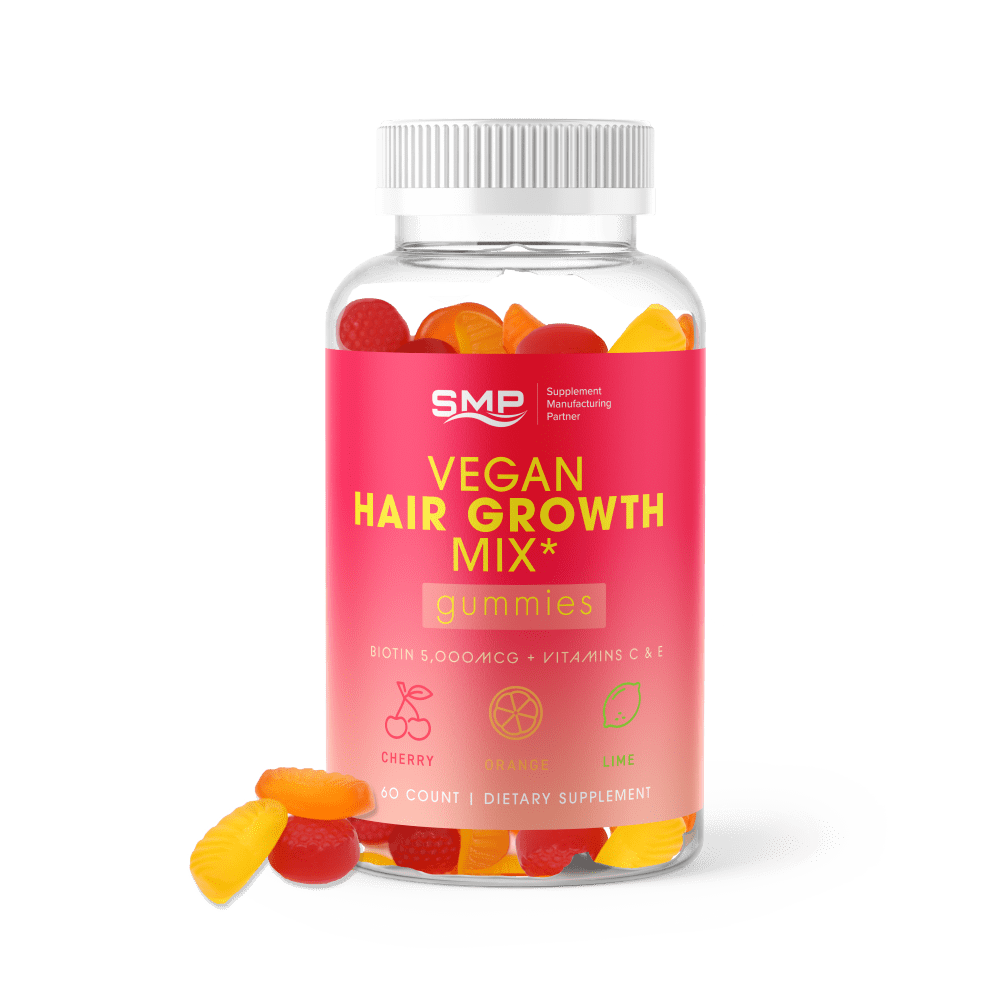 SMP
Supplement
Manufacturing
Partner
VEGAN
HAIR GROWTH
MIX*
gummies
BIOTIN 5,000MCG + VITAMINS C & E
CHERRY ORANGE LIME
60 COUNT | DIETARY SUPPLEMENT